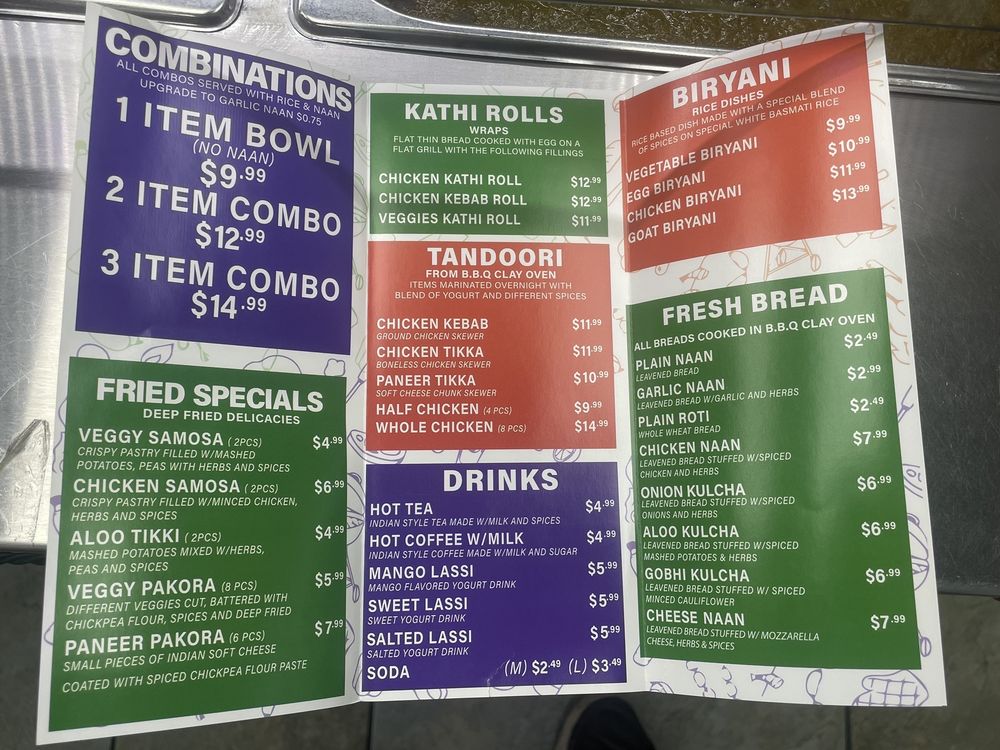 COMBINATIONS
ALL COMBOS SERVED WITH RICE & NAAN
UPGRADE TO GARLIC NAAN $0.75
1 ITEM BOWL
(NO NAAN)
$9.99
2 ITEM COMBO
$12.99
3 ITEM COMBO
$14.99
FRIED SPECIALS
DEEP FRIED DELICACIES
VEGGY SAMOSA (2PCS) $4.99
CRISPY PASTRY FILLED W/MASHED
POTATOES, PEAS WITH HERBS AND SPICES
CHICKEN SAMOSA (2PCS) $6.99
CRISPY PASTRY FILLED W/MINCED CHICKEN,
HERBS AND SPICES
ALOO TIKKI (2PCS) $4.99
MASHED POTATOES MIXED W/HERBS,
PEAS AND SPICES
VEGGY PAKORA (8 PCS) $5.99
DIFFERENT VEGGIES CUT, BATTERED WITH
CHICKPEA FLOUR, SPICES AND DEEP FRIED
PANEER PAKORA (6 PCS) $7.99
SMALL PIECES OF INDIAN SOFT CHEESE
COATED WITH SPICED CHICKPEA FLOUR PASTE
KATHI ROLLS
WRAPS
FLAT THIN BREAD COOKED WITH EGG ON A
FLAT GRILL WITH THE FOLLOWING FILLINGS
CHICKEN KATHI ROLL $12.99
CHICKEN KEBAB ROLL $12.99
VEGGIES KATHI ROLL $11.99
TANDOORI
FROM B.B.Q CLAY OVEN
ITEMS MARINATED OVERNIGHT WITH
BLEND OF YOGURT AND DIFFERENT SPICES
CHICKEN KEBAB $11.99
GROUND CHICKEN SKEWER
CHICKEN TIKKA $11.99
BONELESS CHICKEN SKEWER
PANEER TIKKA $10.99
SOFT CHEESE CHUNK SKEWER
HALF CHICKEN (4 PCS) $9.99
WHOLE CHICKEN (8 PCS) $14.99
DRINKS
HOT TEA $4.99
INDIAN STYLE TEA MADE W/MILK AND SPICES
HOT COFFEE W/MILK $4.99
INDIAN STYLE COFFEE MADE W/MILK AND SUGAR
MANGO LASSI $5.99
MANGO FLAVORED YOGURT DRINK
SWEET LASSI $5.99
SWEET YOGURT DRINK
SALTED LASSI $5.99
SALTED YOGURT DRINK
SODA (M) $2.49 (L) $3.49
BIRYANI
RICE DISHES
RICE BASED DISH MADE WITH A SPECIAL BLEND
OF SPICES ON SPECIAL WHITE BASMATI RICE
VEGETABLE BIRYANI $9.99
EGG BIRYANI $10.99
CHICKEN BIRYANI $11.99
GOAT BIRYANI $13.99
FRESH BREAD
ALL BREADS COOKED IN B.B.Q CLAY OVEN
PLAIN NAAN $2.49
LEAVENED BREAD
GARLIC NAAN $2.99
LEAVENED BREAD W/GARLIC AND HERBS
PLAIN ROTI $2.49
WHOLE WHEAT BREAD
CHICKEN NAAN $7.99
LEAVENED BREAD STUFFED W/SPICED
CHICKEN AND HERBS
ONION KULCHA $6.99
LEAVENED BREAD STUFFED W/SPICED
ONIONS AND HERBS
ALOO KULCHA $6.99
LEAVENED BREAD STUFFED W/SPICED
MASHED POTATOES & HERBS
GOBHI KULCHA $6.99
LEAVENED BREAD STUFFED W/ SPICED
MINCED CAULIFLOWER
CHEESE NAAN $7.99
LEAVENED BREAD STUFFED W/ MOZZARELLA
CHEESE, HERBS & SPICES